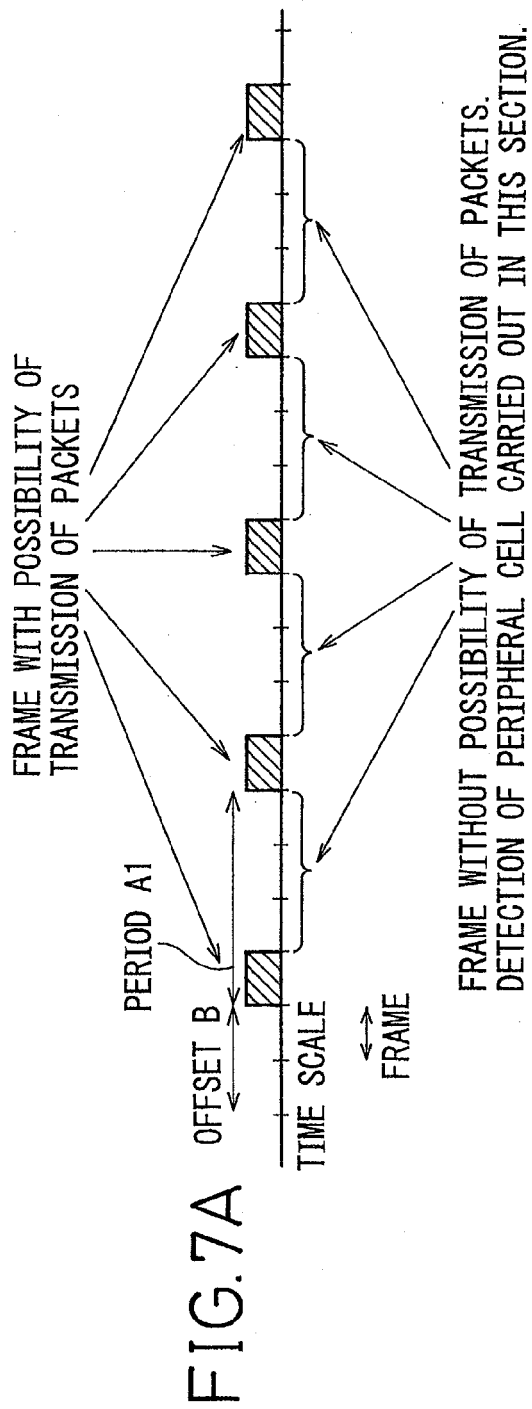 FIG. 7A
FRAME WITH POSSIBILITY OF
TRANSMISSION OF PACKETS
PERIOD A1
OFFSET B
TIME SCALE
FRAME
FRAME WITHOUT POSSIBILITY OF TRANSMISSION OF PACKETS.
DETECTION OF PERIPHERAL CELL CARRIED OUT IN THIS SECTION.